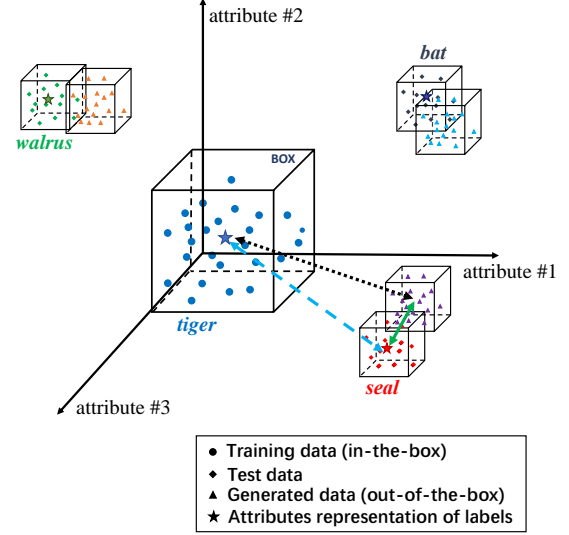 attribute #2
bat
walrus
BOX
attribute #1
tiger
seal
attribute #3
Training data (in-the-box)
Test data
Generated data (out-of-the-box)
Attributes representation of labels